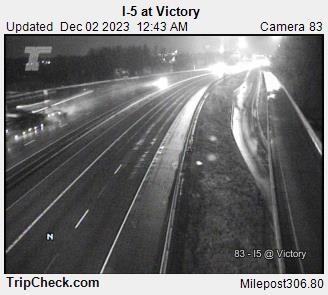 I-5 at Victory
Updated Dec 02 2023 12:43 AM Camera 83
T
N
83 - I5 @ Victory
TripCheck.com Milepost306.80